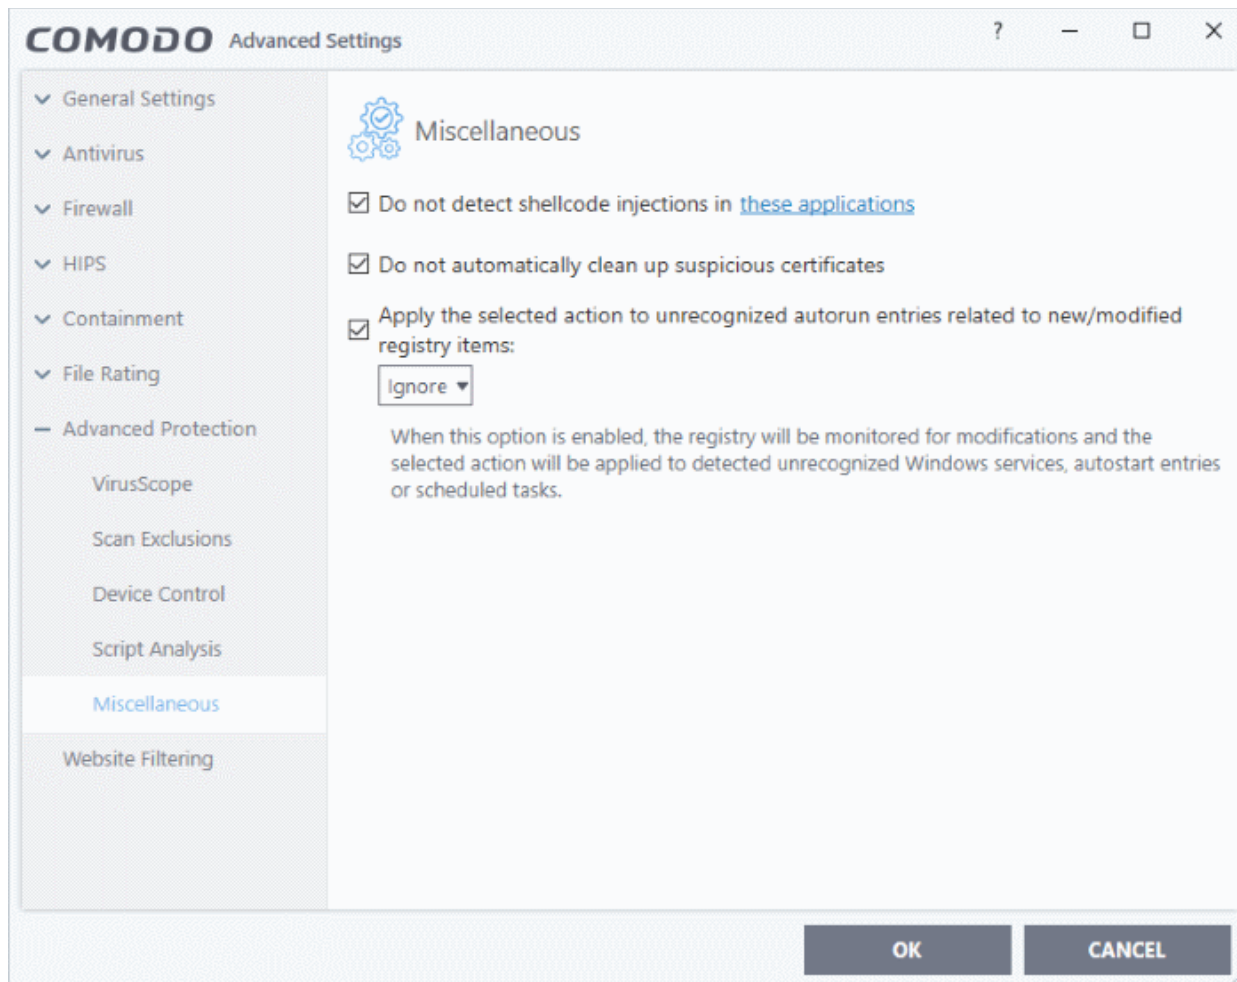 COMODO Advanced Settings ?
General Settings
Antivirus
Firewall
HIPS
Containment
File Rating
Advanced Protection
VirusScope
Scan Exclusions
Device Control
Script Analysis
Miscellaneous
Website Filtering
Miscellaneous
Do not detect shellcode injections in these applications
Do not automatically clean up suspicious certificates
Apply the selected action to unrecognized autorun entries related to new/modified
registry items:
Ignore
When this option is enabled, the registry will be monitored for modifications and the
selected action will be applied to detected unrecognized Windows services, autostart entries
or scheduled tasks.
OK
CANCEL